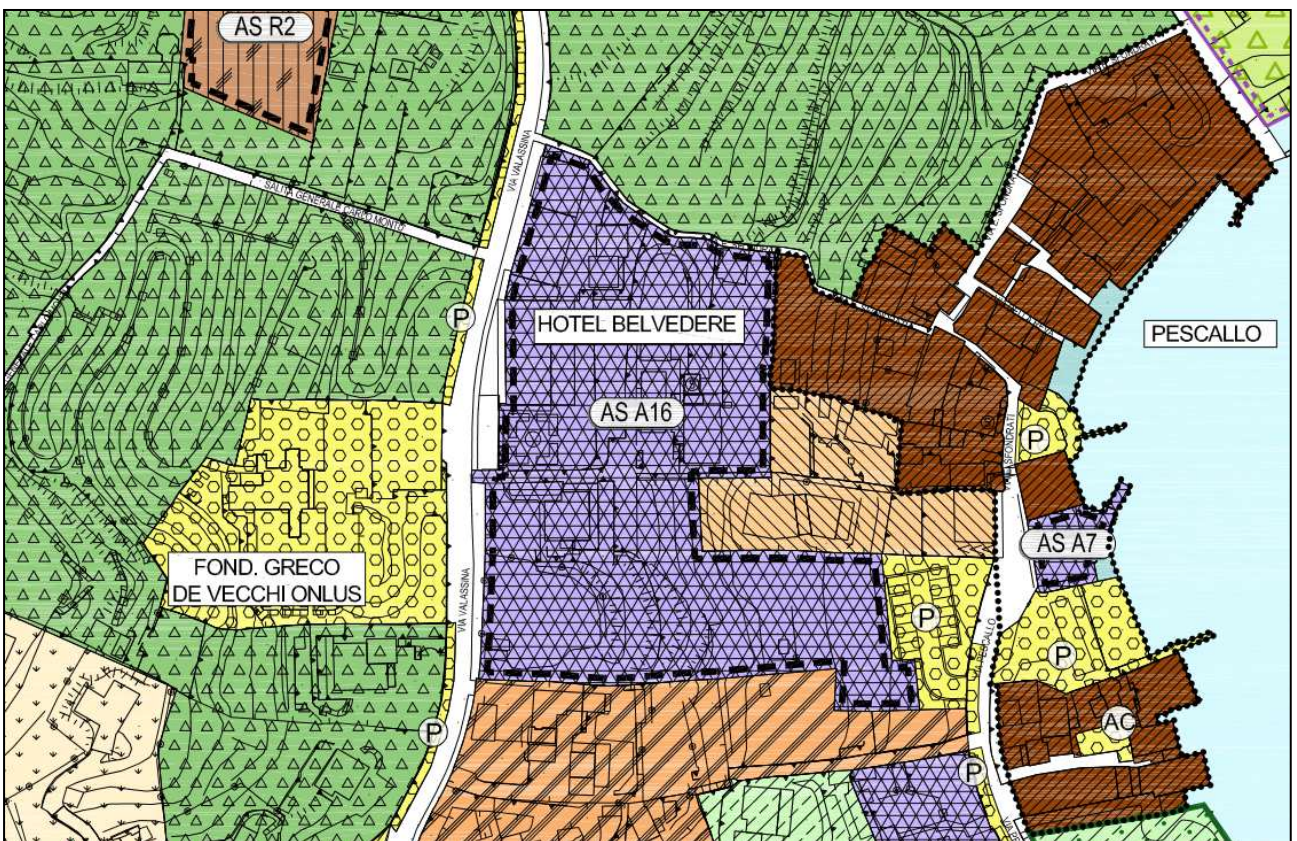 AS R2
VIA VALASSINA
SALITA GENERALE CARLO MIONTO
P
HOTEL BELVEDERE
PESCALLO
AS A16
P
AS A7
FOND. GRECO
DE VECCHI ONLUS
VIA VALASSINA
P
P
P
AC
P